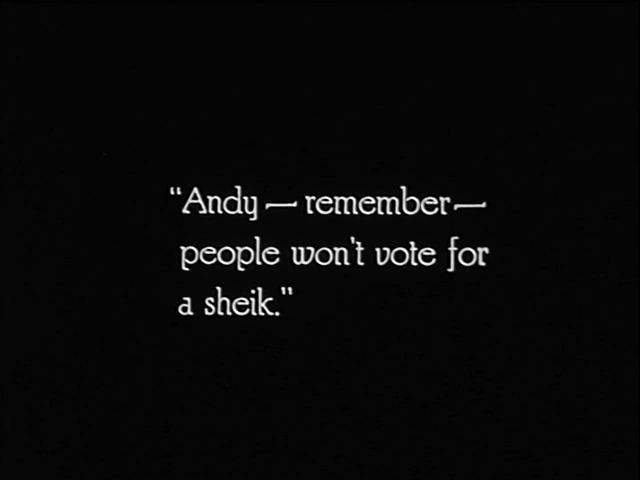 "Andy — remember —
people won't vote for
a sheik."